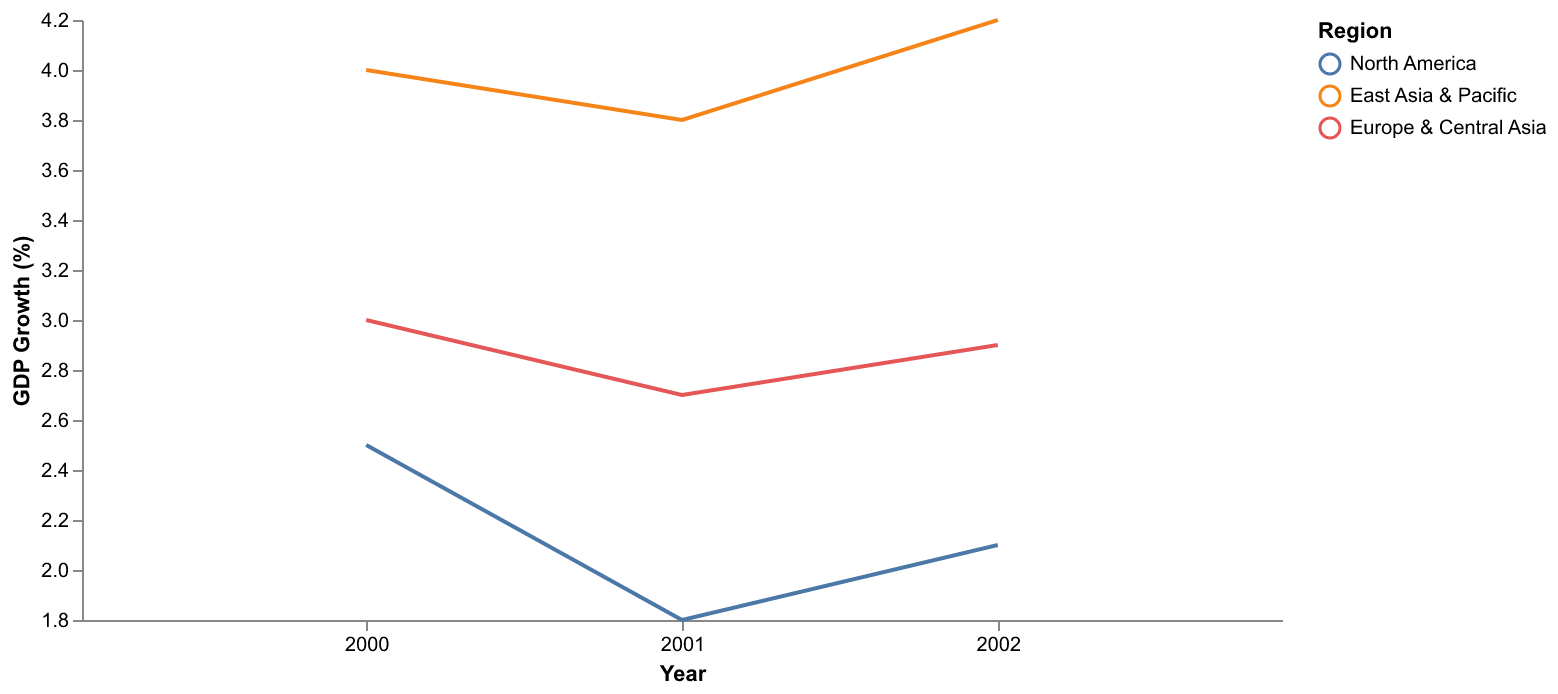 4.2
4.0
3.8
3.6
3.4
3.2
3.0
2.8
2.6
2.4
2.2
2.0
1.8
GDP Growth (%)
2000 2001 2002
Year
Region
North America
East Asia & Pacific
Europe & Central Asia